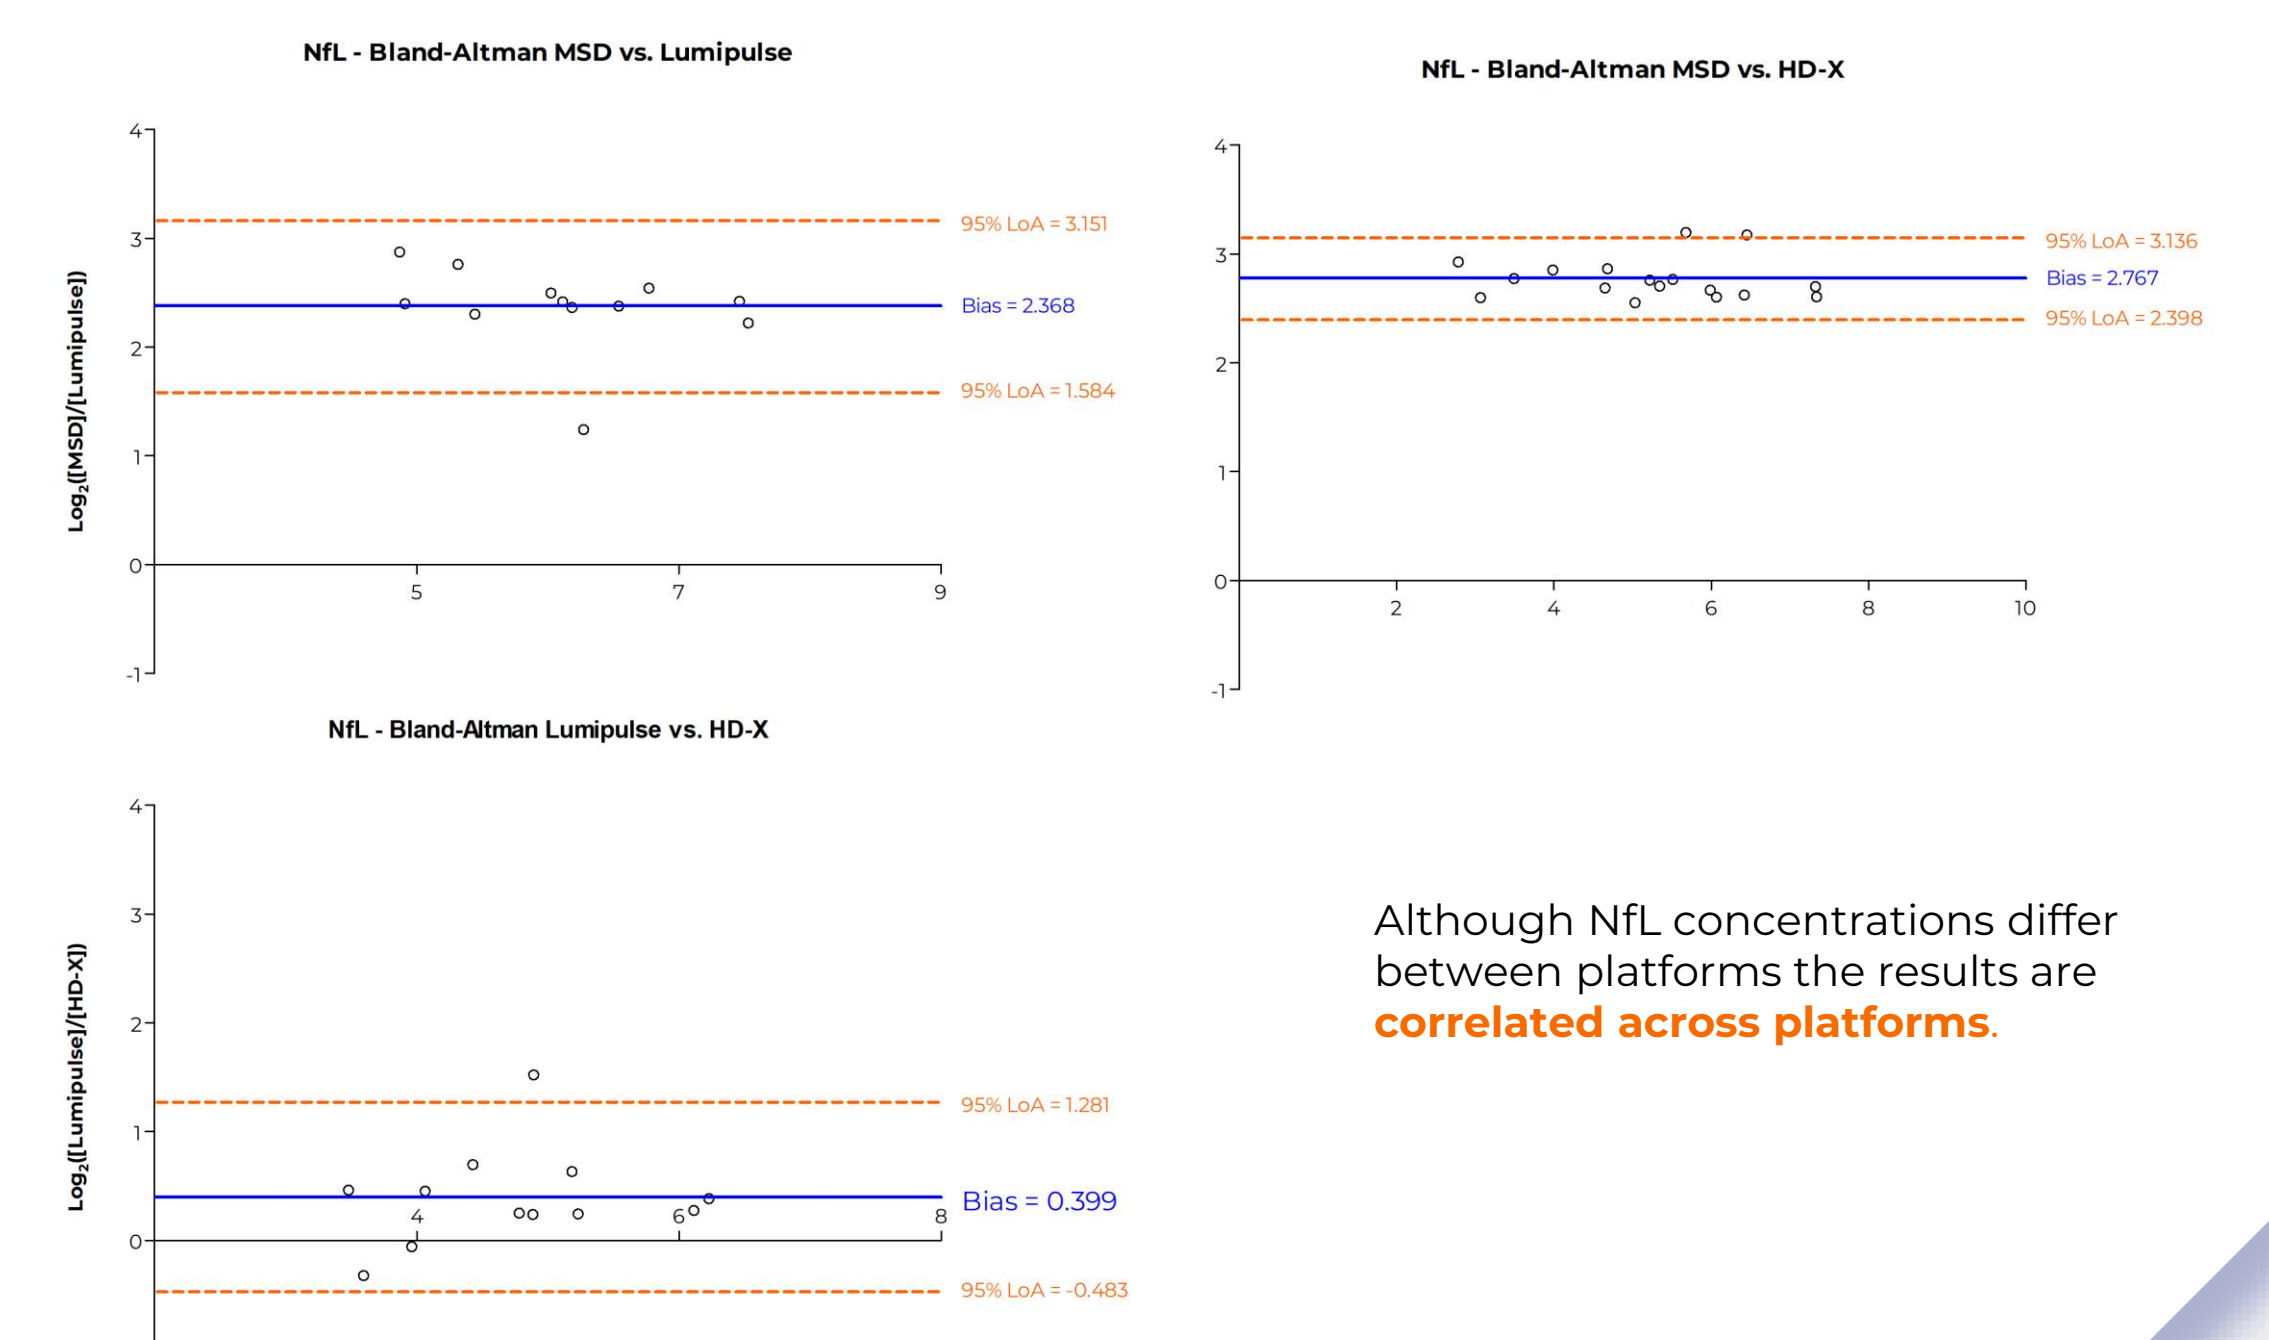 NfL - Bland-Altman MSD vs. Lumipulse
4
3
2
1
0
-1
5
7
9
Log₂([MSD]/[Lumipulse])
95% LoA = 3.151
Bias = 2.368
95% LoA = 1.584
NfL - Bland-Altman MSD vs. HD-X
4
3
2
1
0
-1
2
4
6
8
10
95% LoA = 3.136
Bias = 2.767
95% LoA = 2.398
NfL - Bland-Altman Lumipulse vs. HD-X
4
3
2
1
0
4
6
8
Log₂([Lumipulse]/[HD-X])
95% LoA = 1.281
Bias = 0.399
95% LoA = -0.483
Although NfL concentrations differ
between platforms the results are
correlated across platforms.